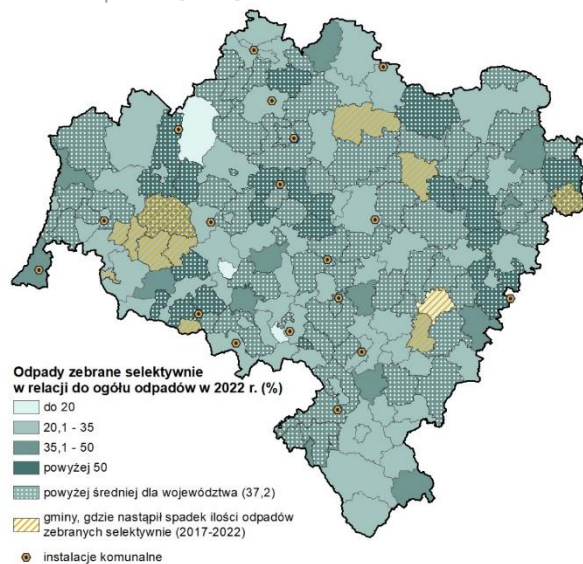 Odpady zebrane selektywnie
w relacji do ogółu odpadów w 2022 r. (%)
do 20
20,1 - 35
35,1 - 50
powyżej 50
powyżej średniej dla województwa (37,2)
gminy, gdzie nastąpił spadek ilości odpadów
zebranych selektywnie (2017-2022)
instalacje komunalne